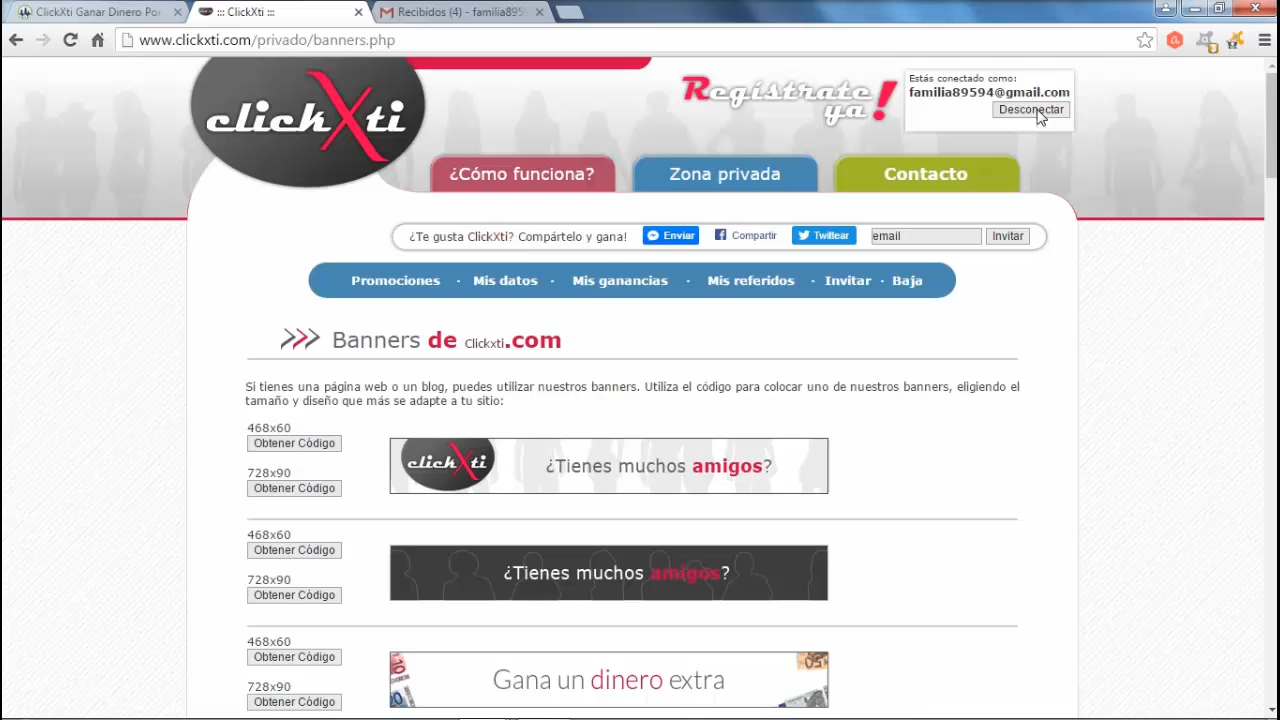 ClickXti Ganar Dinero Po
::: ClickXti :::
Recibidos (4) - familia895
www.clickxti.com/privado/banners.php
clickXti
Regístrate
ya!
Estás conectado como:
familia89594@gmail.com
Desconectar
¿Cómo funciona?
Zona privada
Contacto
¿Te gusta ClickXti? Compártelo y gana!
Enviar
Compartir
Twittear
email
Invitar
Promociones · Mis datos · Mis ganancias · Mis referidos · Invitar · Baja
Banners de Clickxti.com
Si tienes una página web o un blog, puedes utilizar nuestros banners. Utiliza el código para colocar uno de nuestros banners, eligiendo el
tamaño y diseño que más se adapte a tu sitio:
468x60
Obtener Código
728x90
Obtener Código
clickXti
¿Tienes muchos amigos?
468x60
Obtener Código
728x90
Obtener Código
¿Tienes muchos amigos?
468x60
Obtener Código
728x90
Obtener Código
10
20
Gana un dinero extra
50